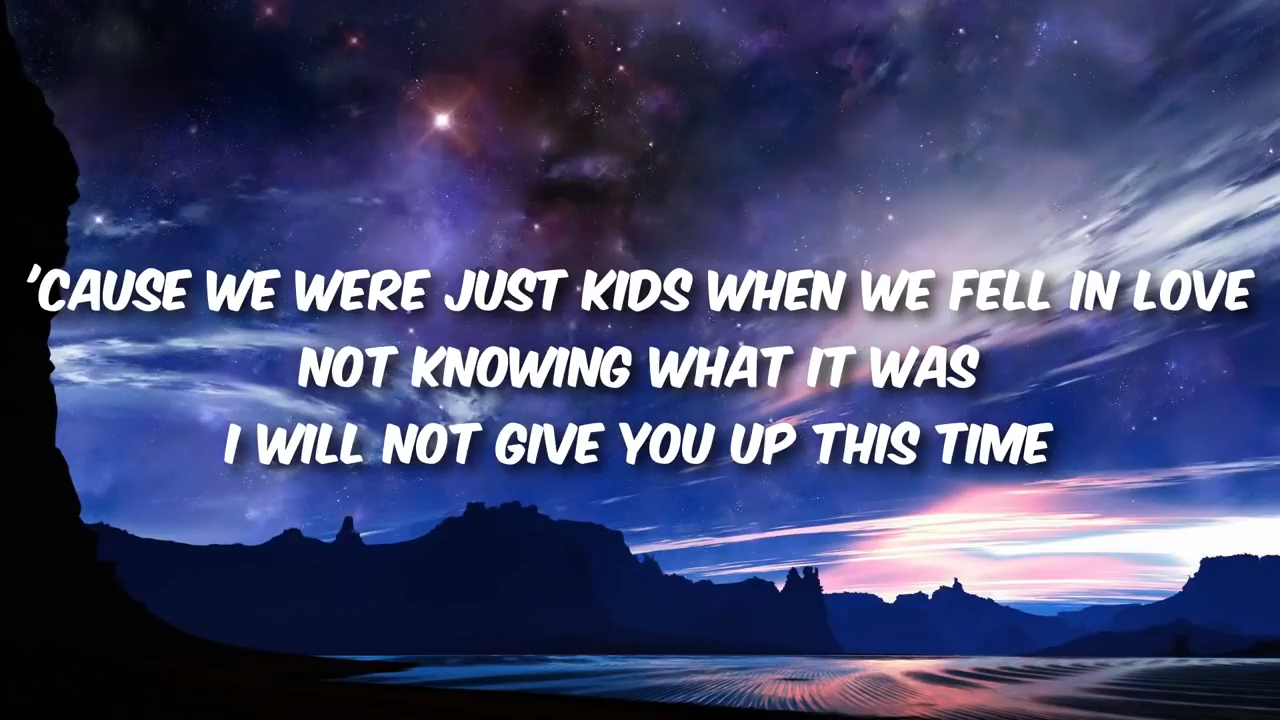 'CAUSE WE WERE JUST KIDS WHEN WE FELL IN LOVE
NOT KNOWING WHAT IT WAS
I WILL NOT GIVE YOU UP THIS TIME